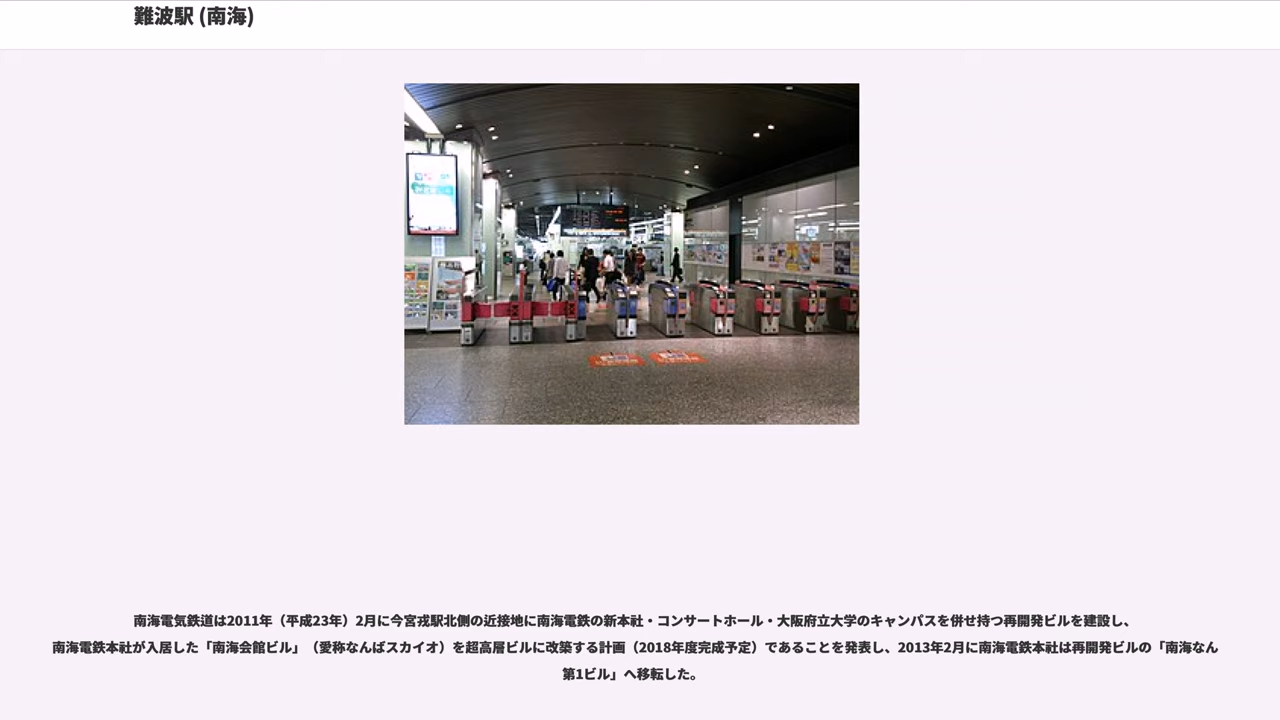 難波駅 (南海)
南海電気鉄道は2011年（平成23年）2月に今宮戎駅北側の近接地に南海電鉄の新本社・コンサートホール・大阪府立大学のキャンパスを併せ持つ再開発ビルを建設し、
南海電鉄本社が入居した「南海会館ビル」（愛称なんばスカイオ）を超高層ビルに改築する計画（2018年度完成予定）であることを発表し、2013年2月に南海電鉄本社は再開発ビルの「南海なん
第1ビル」へ移転した。